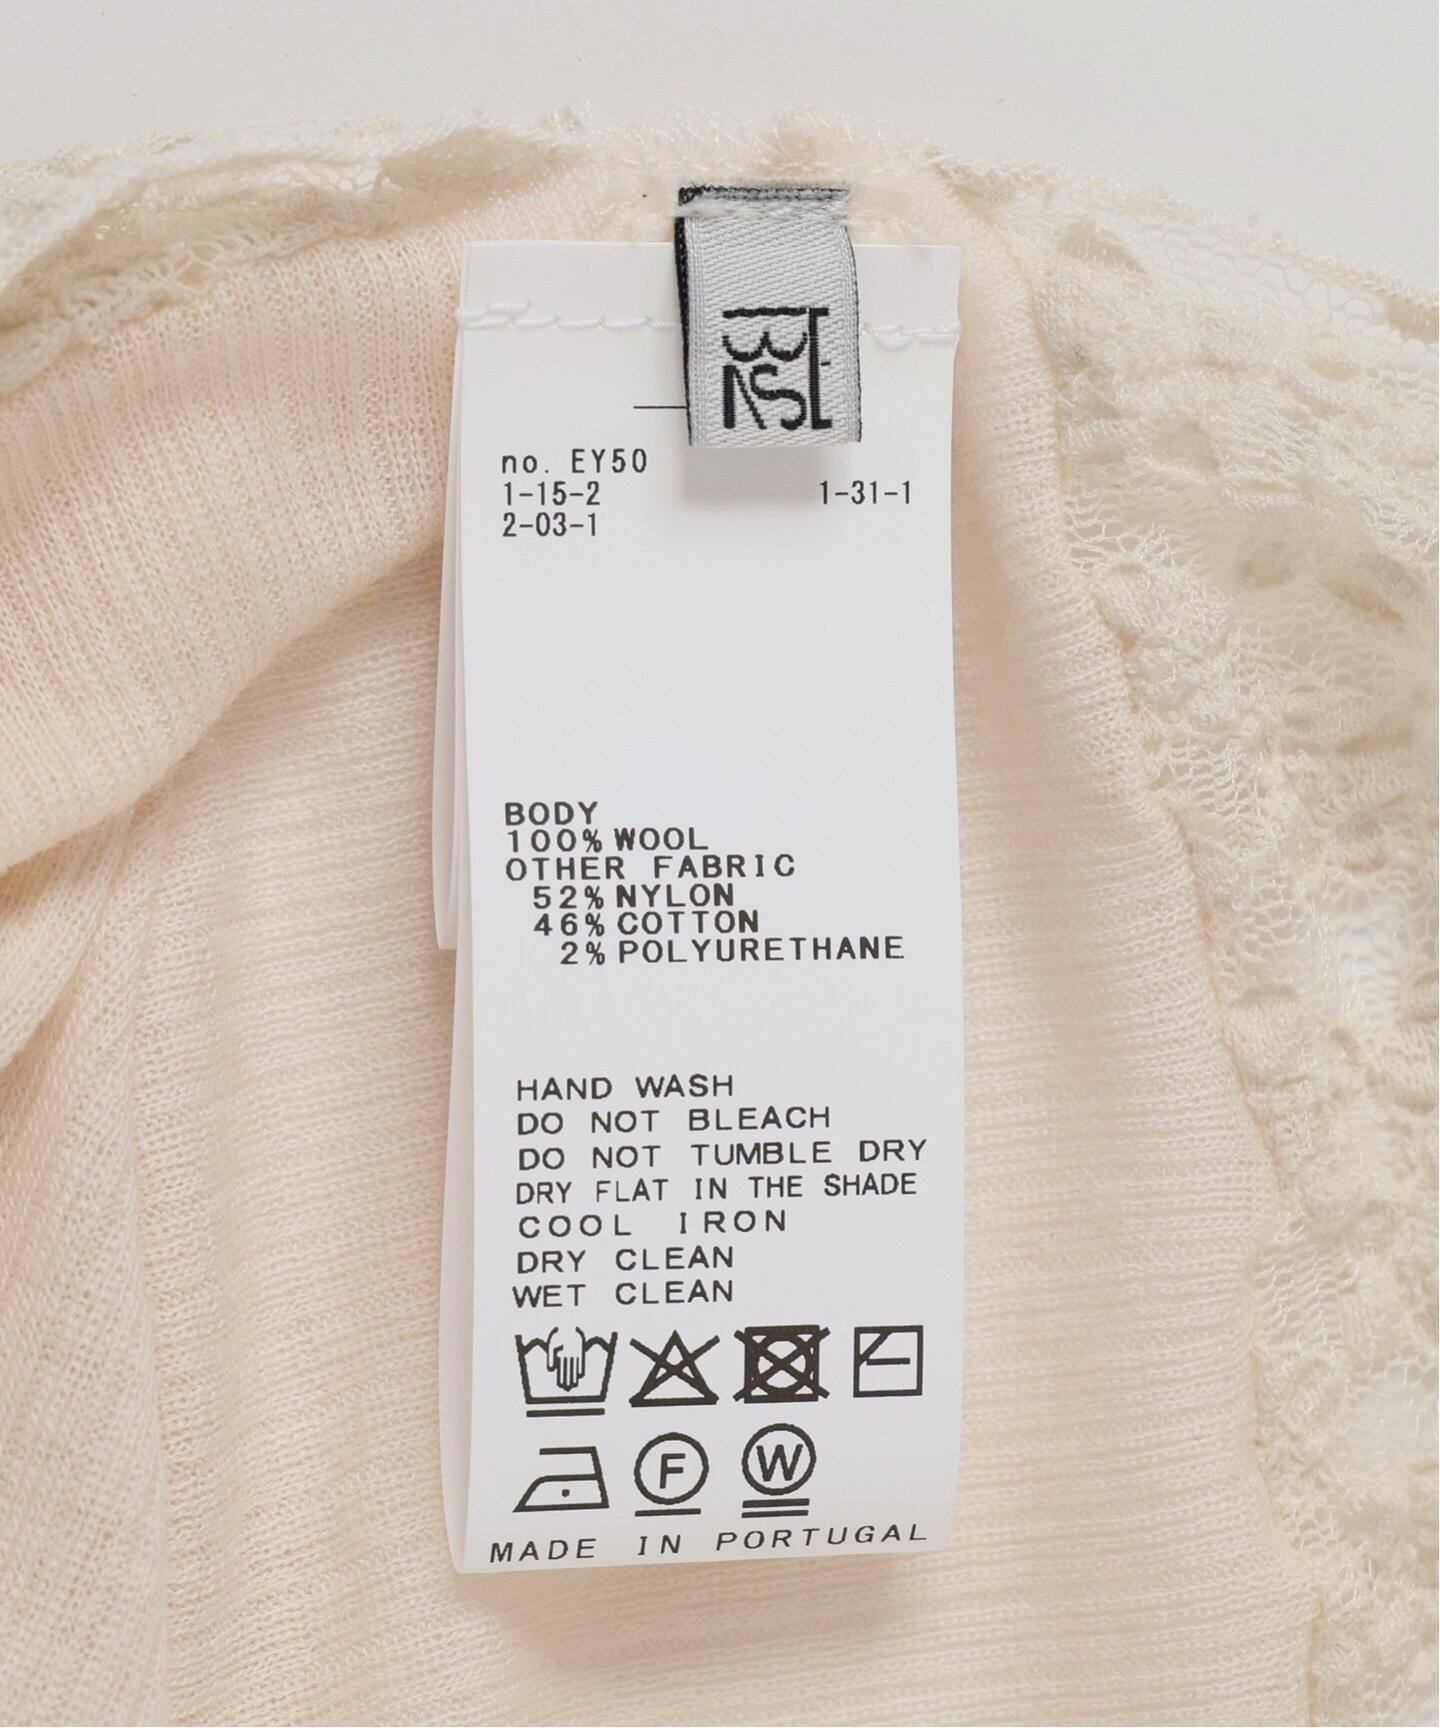 no. EY50
1-15-2 1-31-1
2-03-1
BODY
100% WOOL
OTHER FABRIC
52% NYLON
46% COTTON
2% POLYURETHANE
HAND WASH
DO NOT BLEACH
DO NOT TUMBLE DRY
DRY FLAT IN THE SHADE
COOL IRON
DRY CLEAN
WET CLEAN
F W
MADE IN PORTUGAL